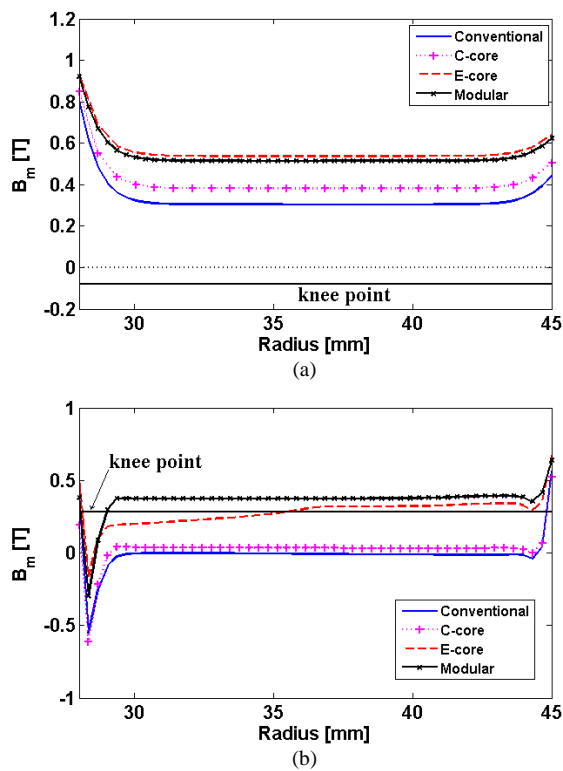 (a)
1.2
1
0.8
0.6
0.4
0.2
0
-0.2
B_m [T]
Conventional
C-core
E-core
Modular
knee point
30
35
40
45
Radius [mm]
(a)
1
0.5
0
-0.5
-1
B_m [T]
knee point
Conventional
C-core
E-core
Modular
30
35
40
45
Radius [mm]
(b)